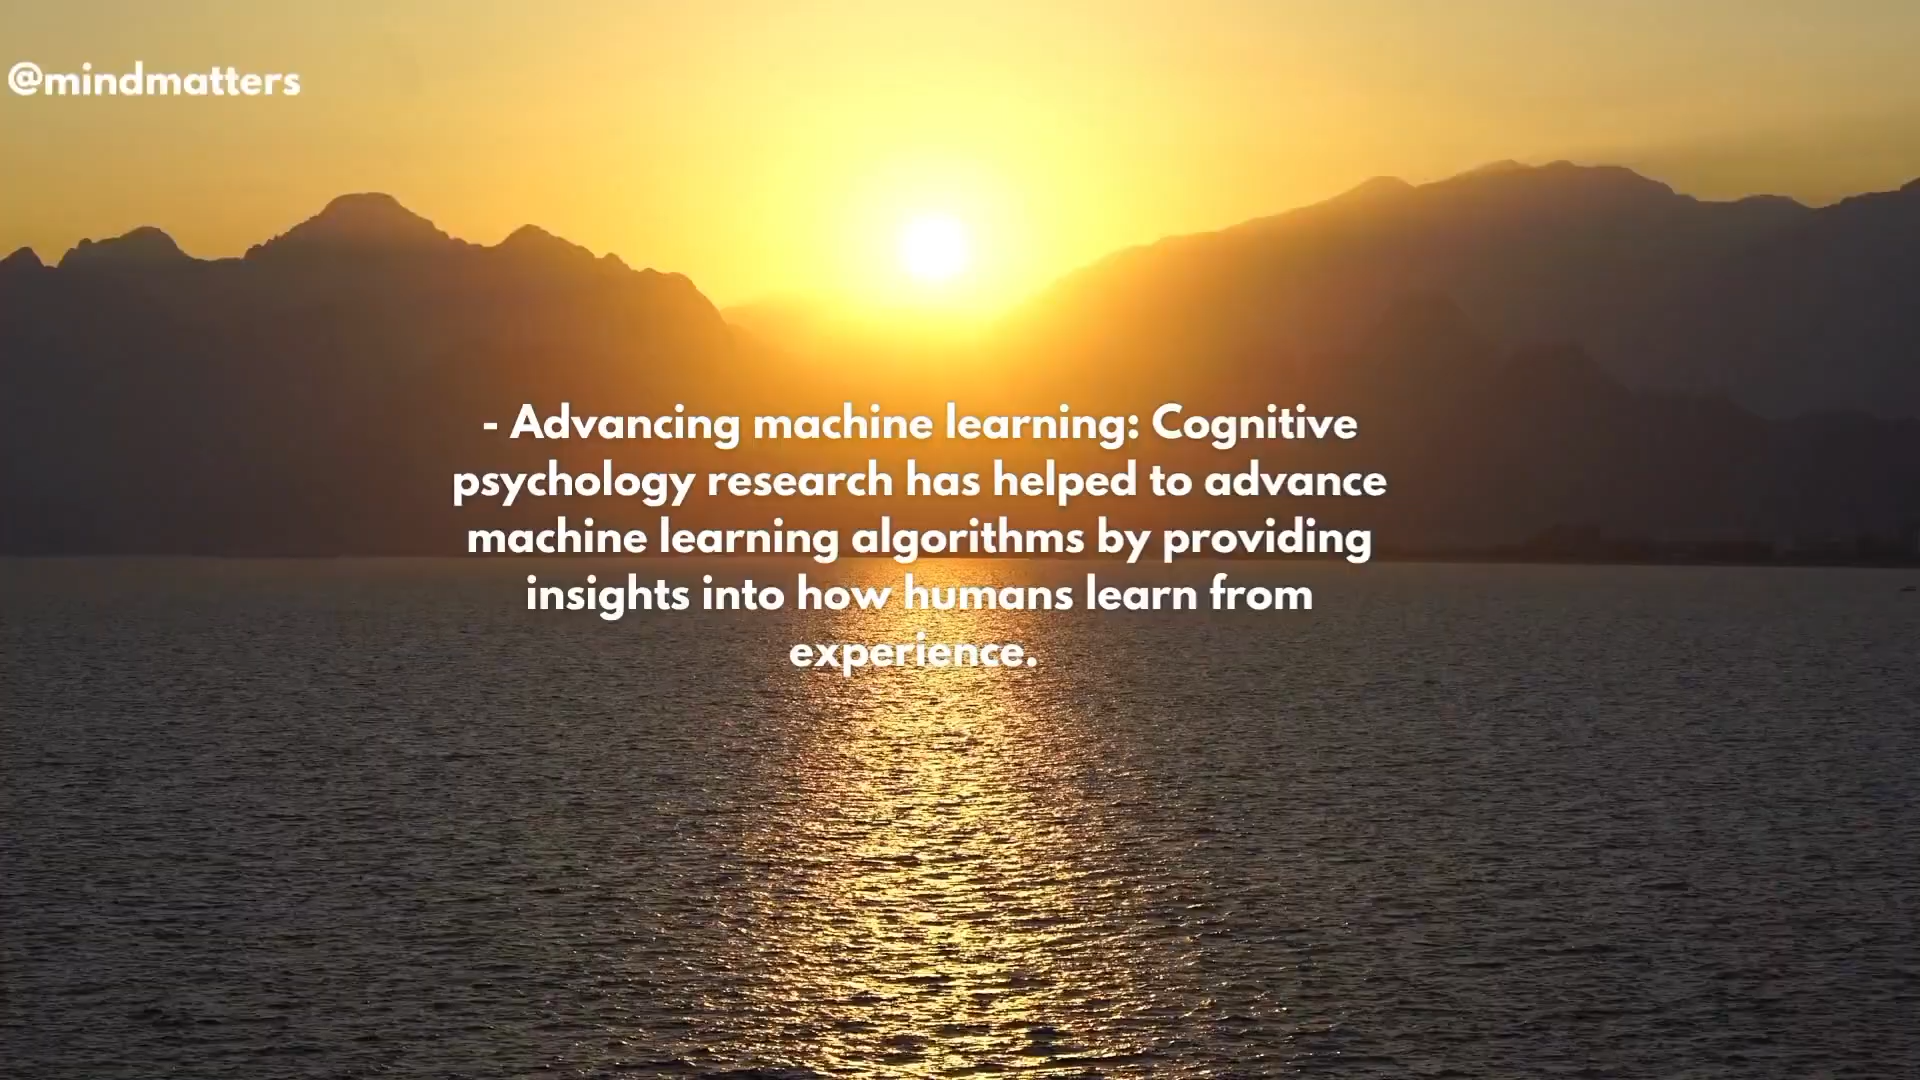 @mindmatters
- Advancing machine learning: Cognitive
psychology research has helped to advance
machine learning algorithms by providing
insights into how humans learn from
experience.